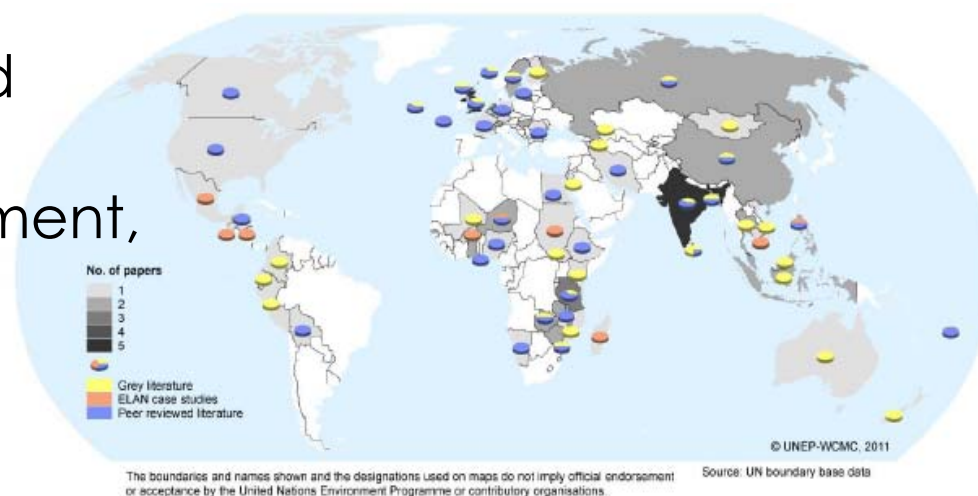 d
ment,
No. of papers
1
2
3
4
5
Grey literature
ELAN case studies
Peer reviewed literature
© UNEP-WCMC, 2011
The boundaries and names shown and the designations used on maps do not imply official endorsement
or acceptance by the United Nations Environment Programme or contributory organisations.
Source: UN boundary base data